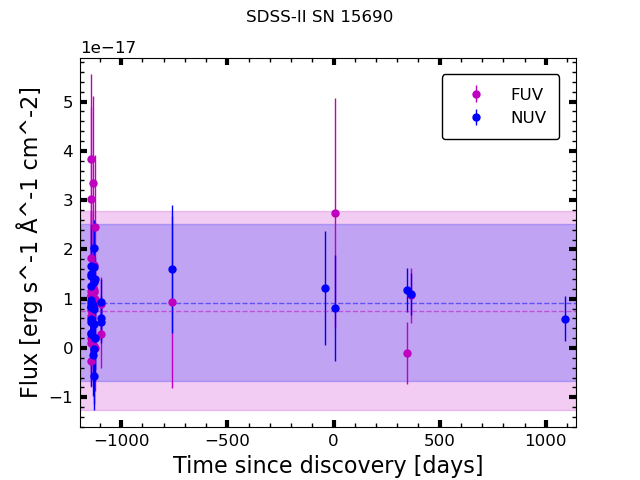 SDSS-II SN 15690
1e−17
Flux [erg s^-1 Å^-1 cm^-2]
5
4
3
2
1
0
−1
FUV
NUV
−1000 −500 0 500 1000
Time since discovery [days]